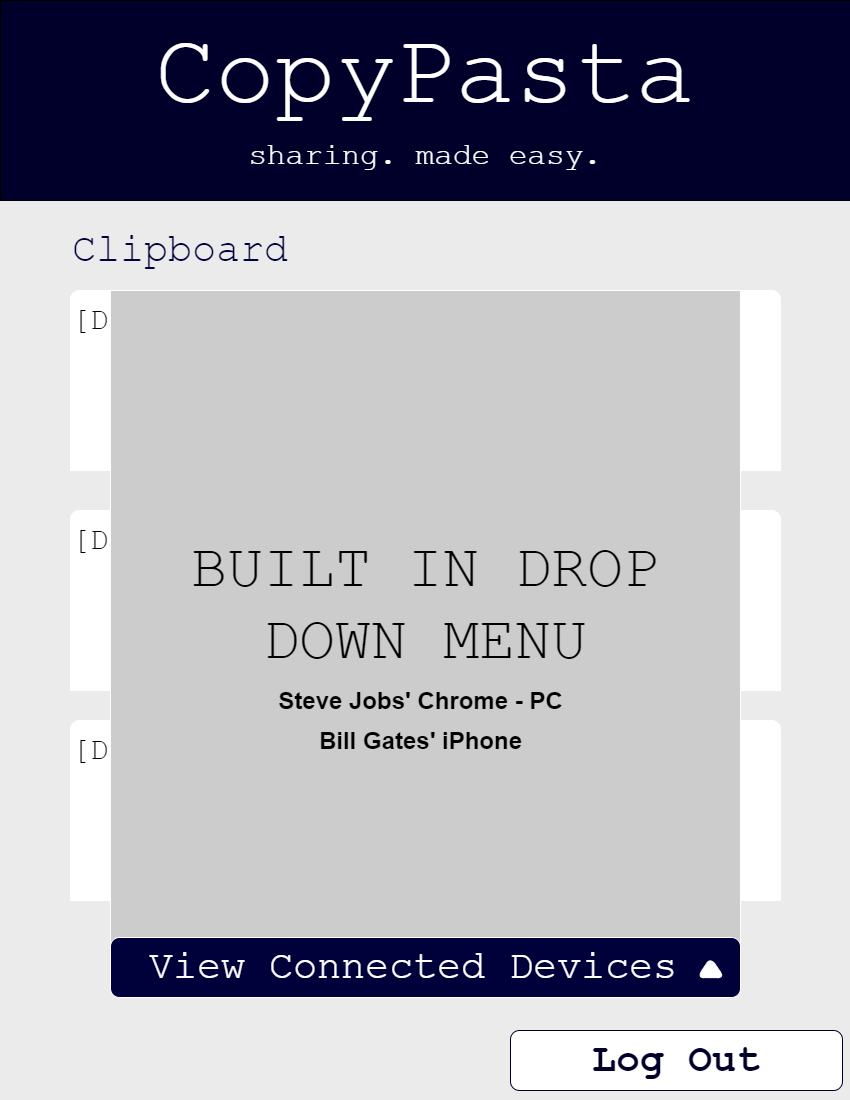 CopyPasta
sharing. made easy.
Clipboard
[D
BUILT IN DROP
[D
DOWN MENU
Steve Jobs' Chrome - PC
Bill Gates' iPhone
[D
View Connected Devices
Log Out